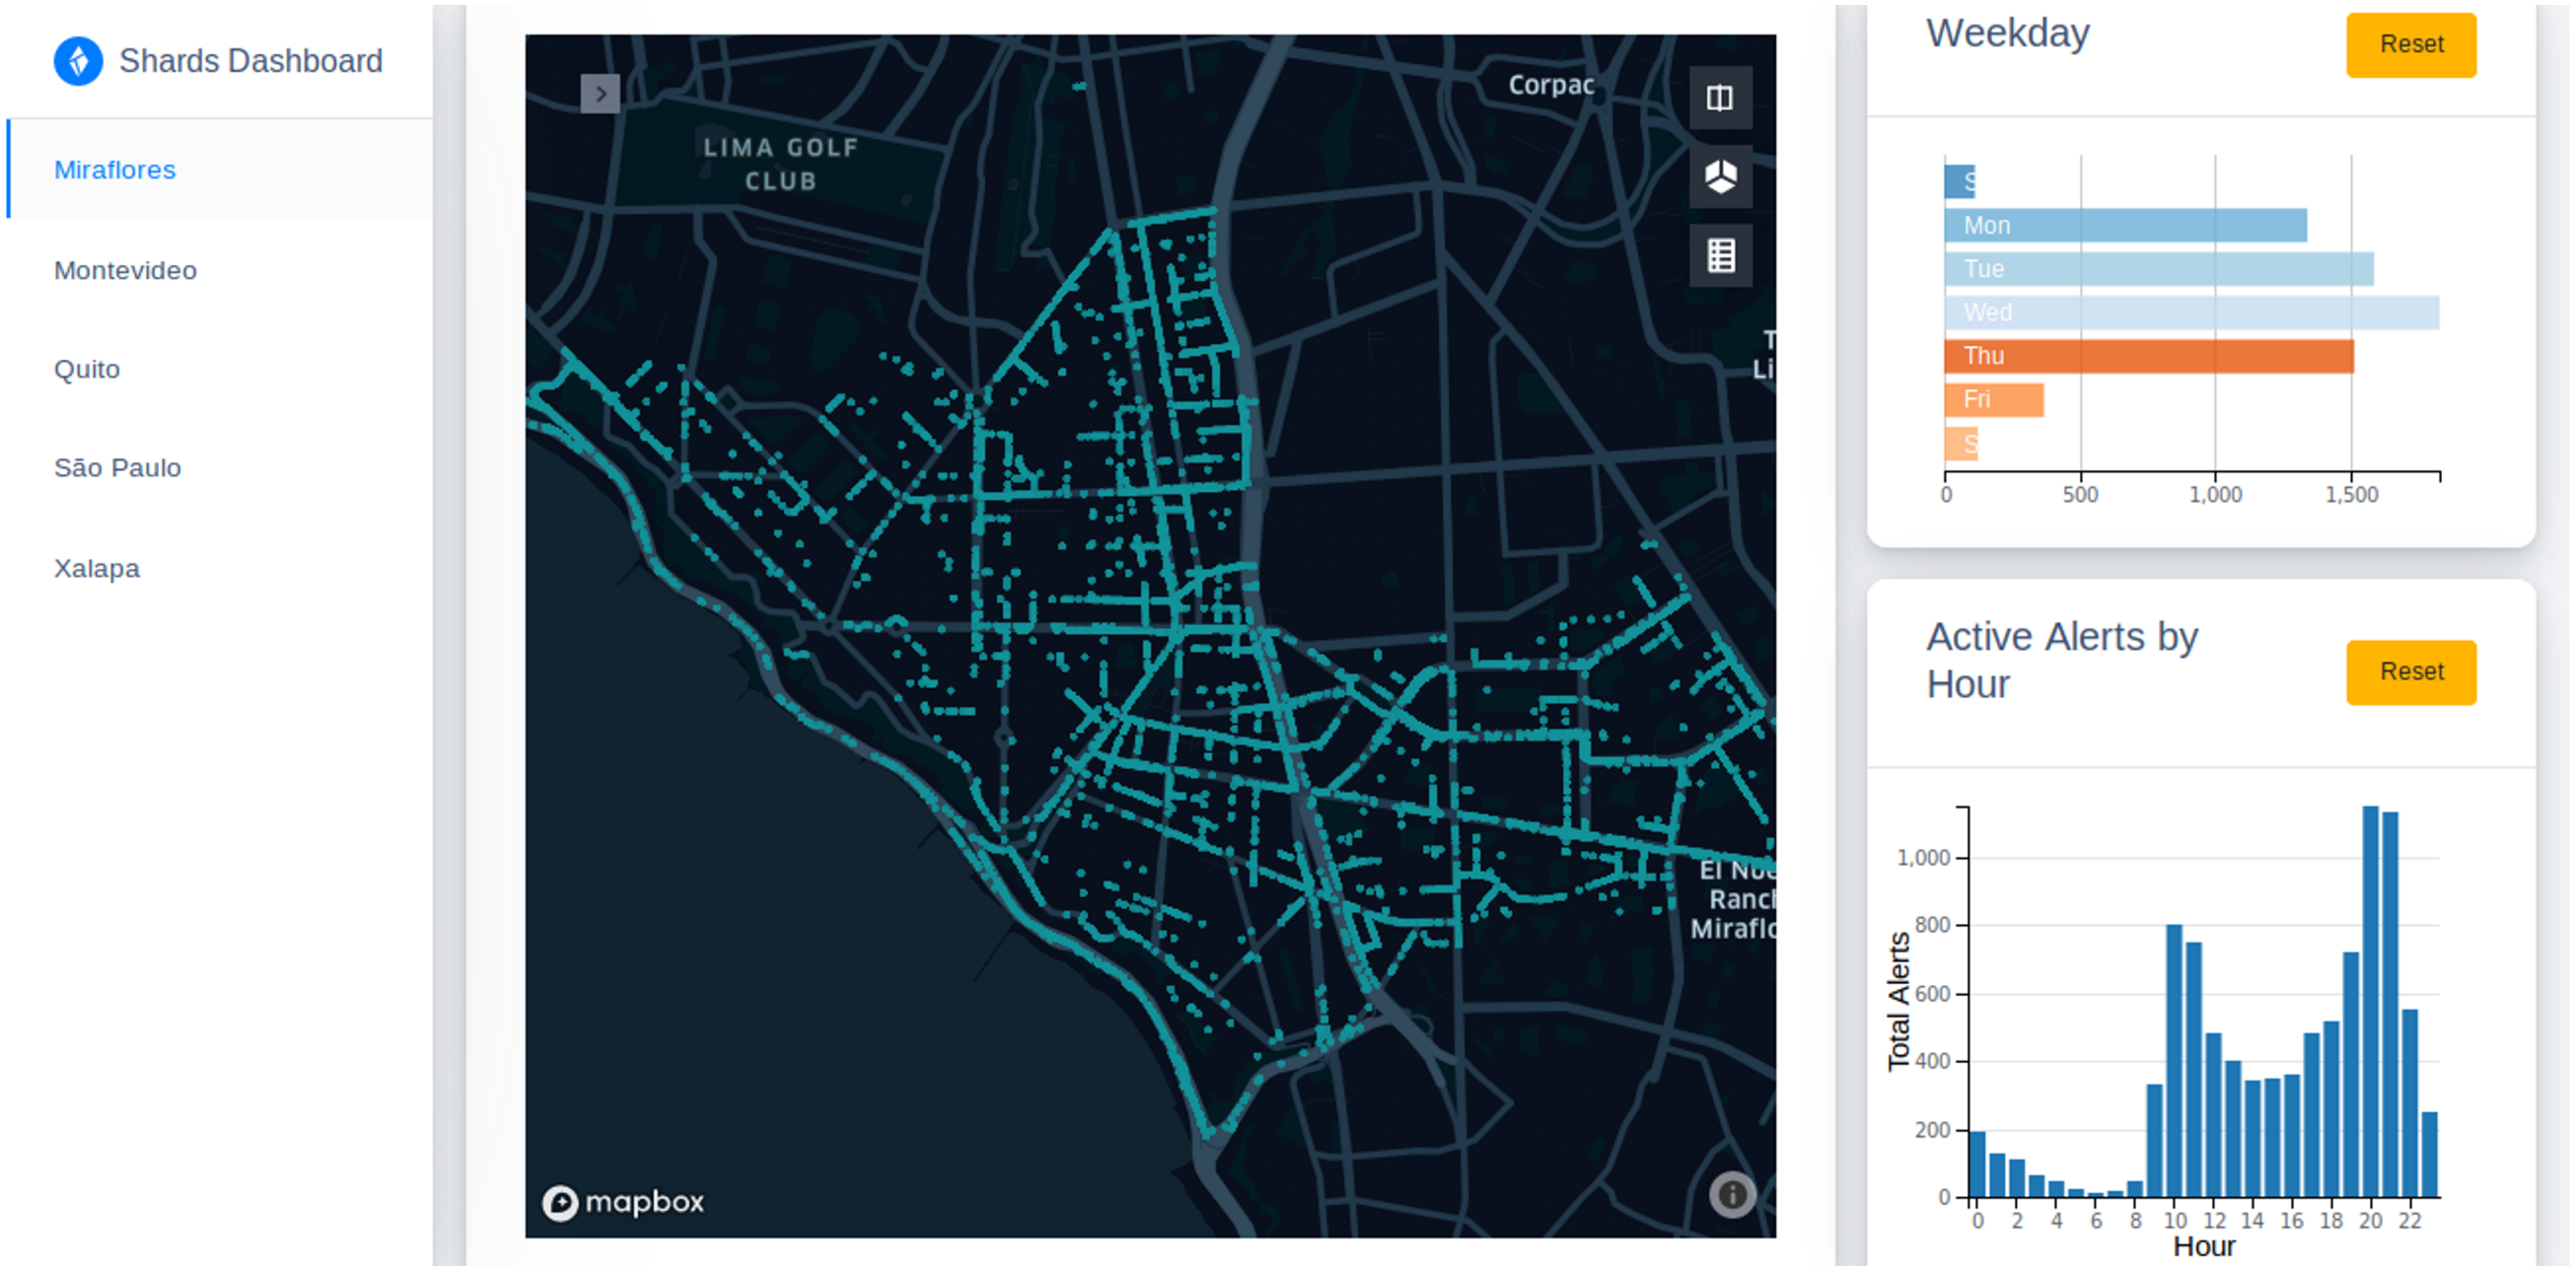 Shards Dashboard
Miraflores
Montevideo
Quito
São Paulo
Xalapa
LIMA GOLF
CLUB
Corpac
mapbox
Weekday
Reset
S
Mon
Tue
Wed
Thu
Fri
S
0 500 1,000 1,500
Active Alerts by
Hour
Reset
Total Alerts
1,000
800
600
400
200
0
0 2 4 6 8 10 12 14 16 18 20 22
Hour